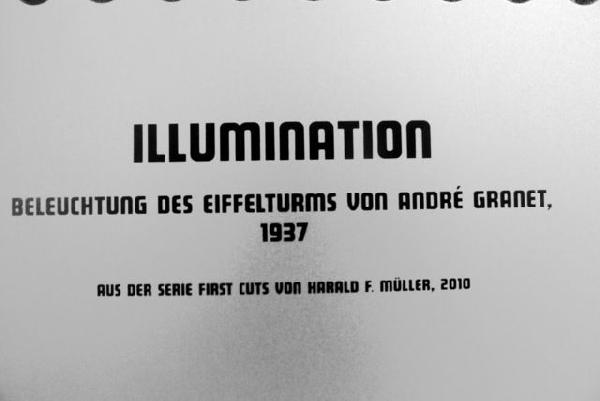 ILLUMINATION
BELEUCHTUNG DES EIFFELTURMS VON ANDRÉ GRANET,
1937
AUS DER SERIE FIRST CUTS VON HARALD F. MÜLLER, 2010